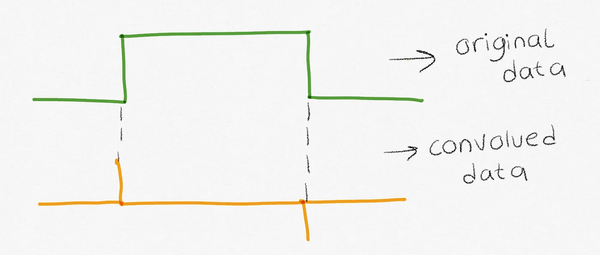 original
data
convolved
data